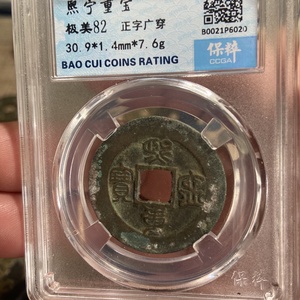 熙宁重宝
极美82 正字广穿
30.9*1.4mm*7.6g
BAO CUI COINS RATING
B0021P6020
保粹
CCGA
熙寧重寶
保粹